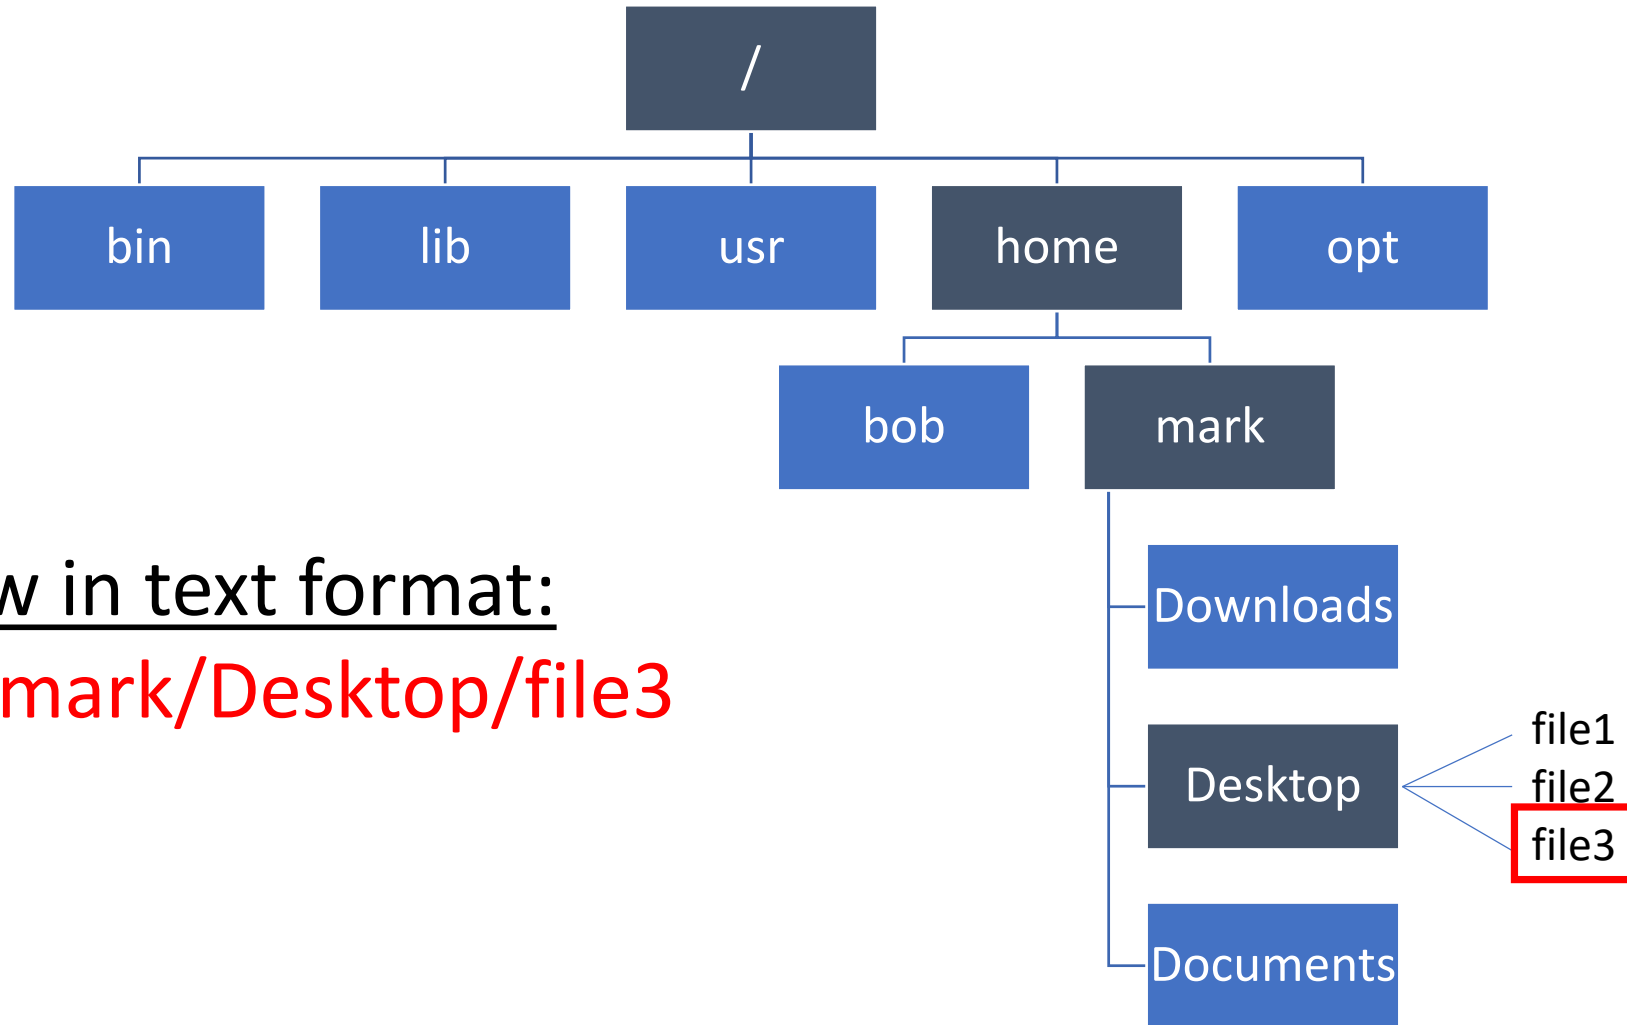 /
bin lib usr home opt
bob mark
in text format:
Downloads
mark/Desktop/file3
file1
Desktop
file2
file3
Documents